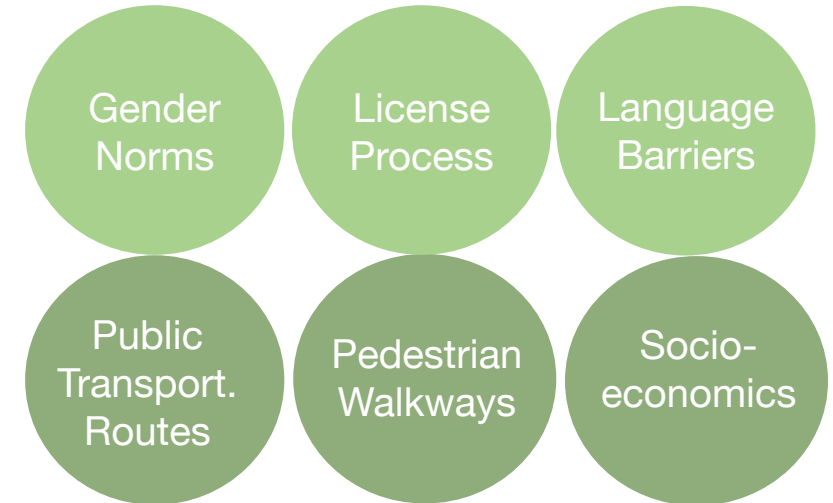 Gender
Norms
License
Process
Language
Barriers
Public
Transport.
Routes
Pedestrian
Walkways
Socio-
economics